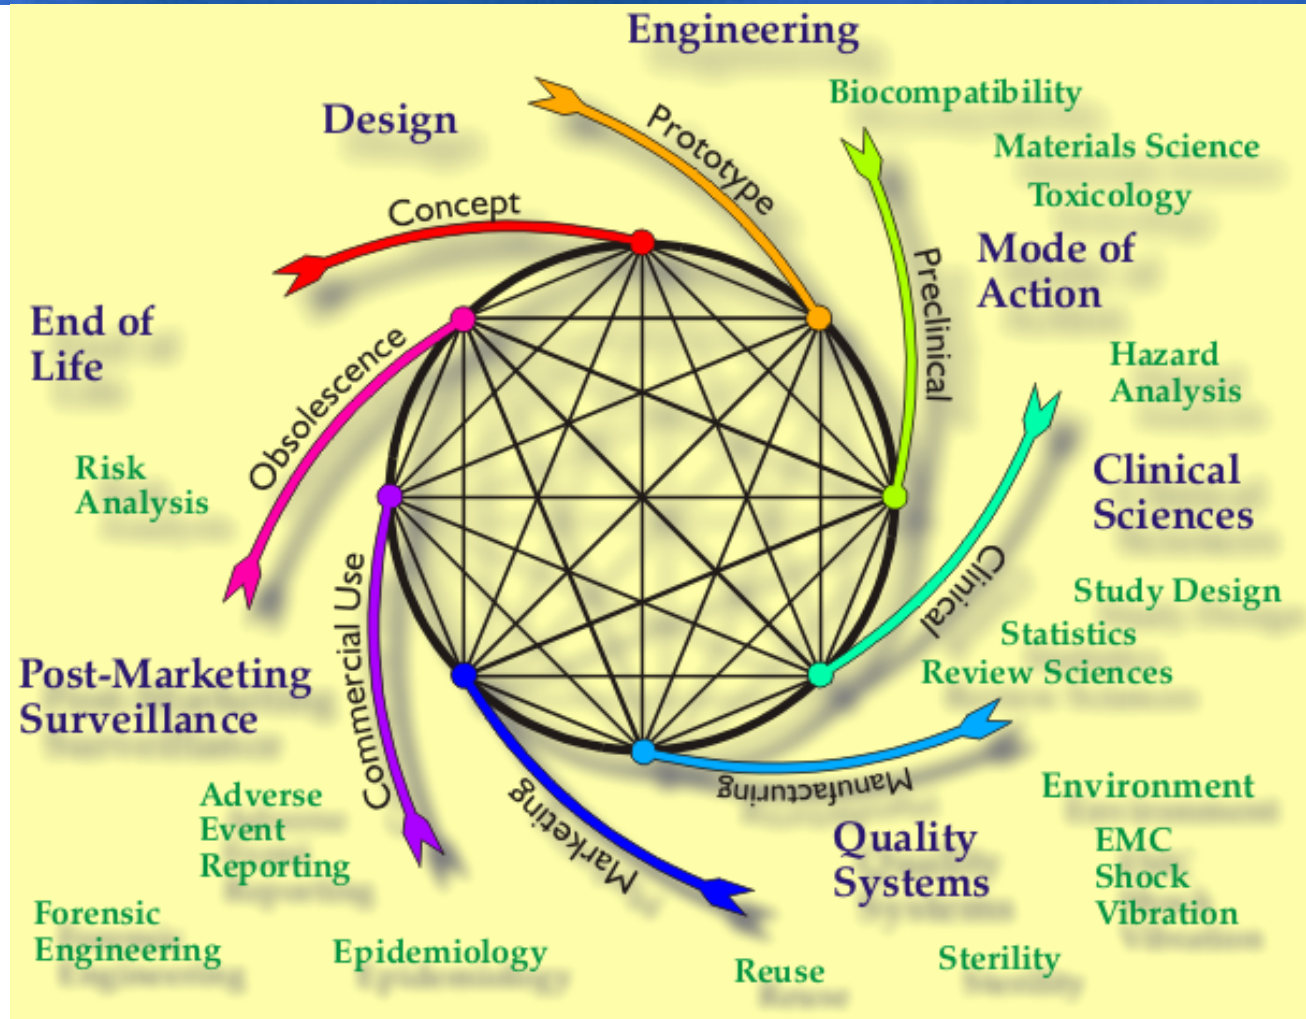 Engineering
Design
Biocompatibility
Prototype
Materials Science
Toxicology
Concept
Mode of
Action
Preclinical
End of
Life
Obsolescence
Hazard
Analysis
Risk
Analysis
Clinical
Sciences
Clinical
Study Design
Statistics
Review Sciences
Post-Marketing
Surveillance
Commercial Use
Manufacturing
Marketing
Environment
Quality
Systems
EMC
Shock
Vibration
Adverse
Event
Reporting
Forensic
Engineering
Epidemiology
Reuse
Sterility